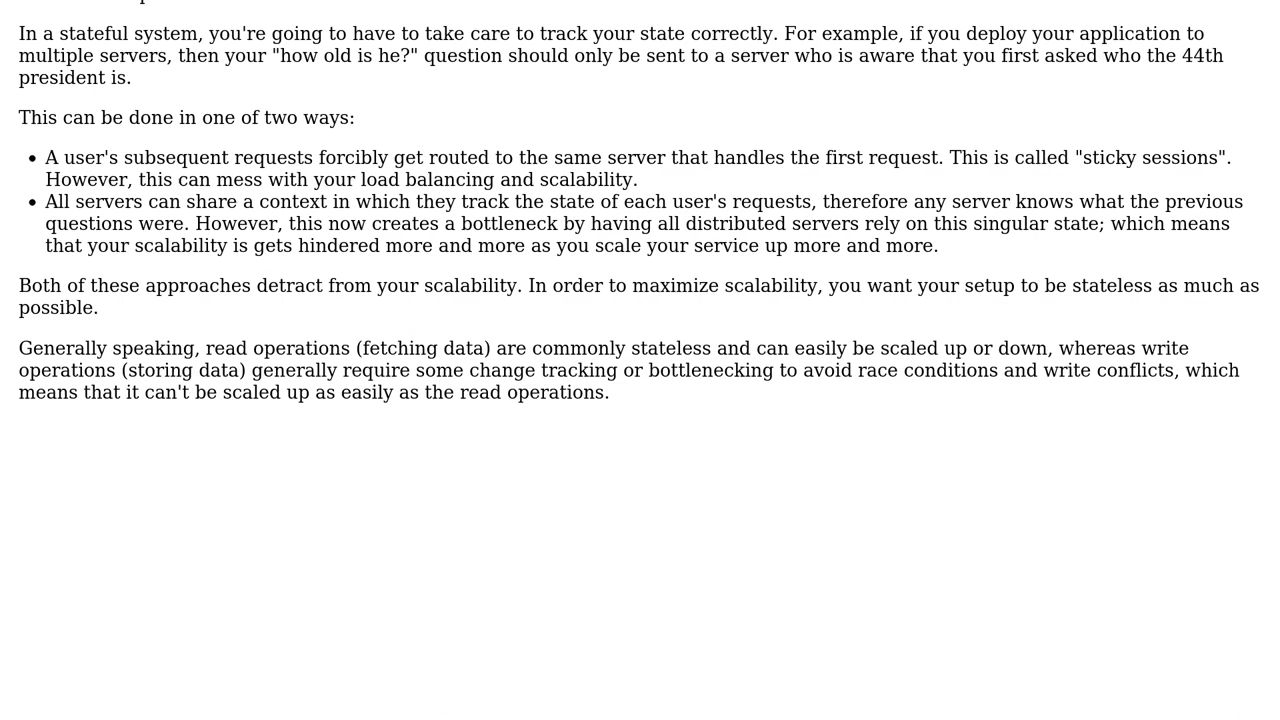 In a stateful system, you're going to have to take care to track your state correctly. For example, if you deploy your application to
multiple servers, then your "how old is he?" question should only be sent to a server who is aware that you first asked who the 44th
president is.
This can be done in one of two ways:
• A user's subsequent requests forcibly get routed to the same server that handles the first request. This is called "sticky sessions".
However, this can mess with your load balancing and scalability.
• All servers can share a context in which they track the state of each user's requests, therefore any server knows what the previous
questions were. However, this now creates a bottleneck by having all distributed servers rely on this singular state; which means
that your scalability is gets hindered more and more as you scale your service up more and more.
Both of these approaches detract from your scalability. In order to maximize scalability, you want your setup to be stateless as much as
possible.
Generally speaking, read operations (fetching data) are commonly stateless and can easily be scaled up or down, whereas write
operations (storing data) generally require some change tracking or bottlenecking to avoid race conditions and write conflicts, which
means that it can't be scaled up as easily as the read operations.